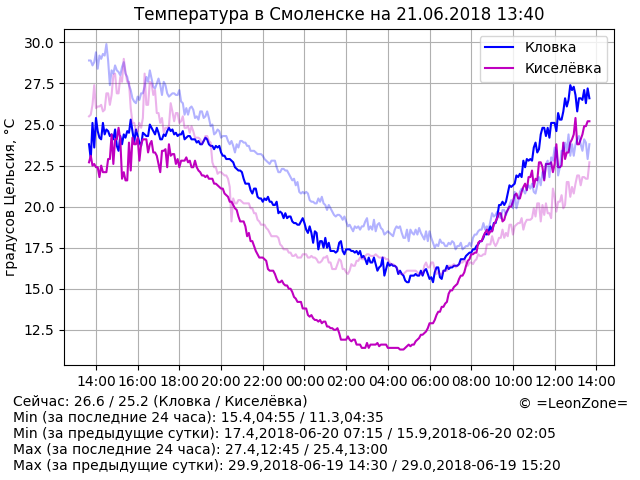 Температура в Смоленске на 21.06.2018 13:40
Кловка
Киселёвка
градусов Цельсия, °C
30.0
27.5
25.0
22.5
20.0
17.5
15.0
12.5
14:00 16:00 18:00 20:00 22:00 00:00 02:00 04:00 06:00 08:00 10:00 12:00 14:00
Сейчас: 26.6 / 25.2 (Кловка / Киселёвка)
© =LeonZone=
Min (за последние 24 часа): 15.4,04:55 / 11.3,04:35
Min (за предыдущие сутки): 17.4,2018-06-20 07:15 / 15.9,2018-06-20 02:05
Max (за последние 24 часа): 27.4,12:45 / 25.4,13:00
Max (за предыдущие сутки): 29.9,2018-06-19 14:30 / 29.0,2018-06-19 15:20